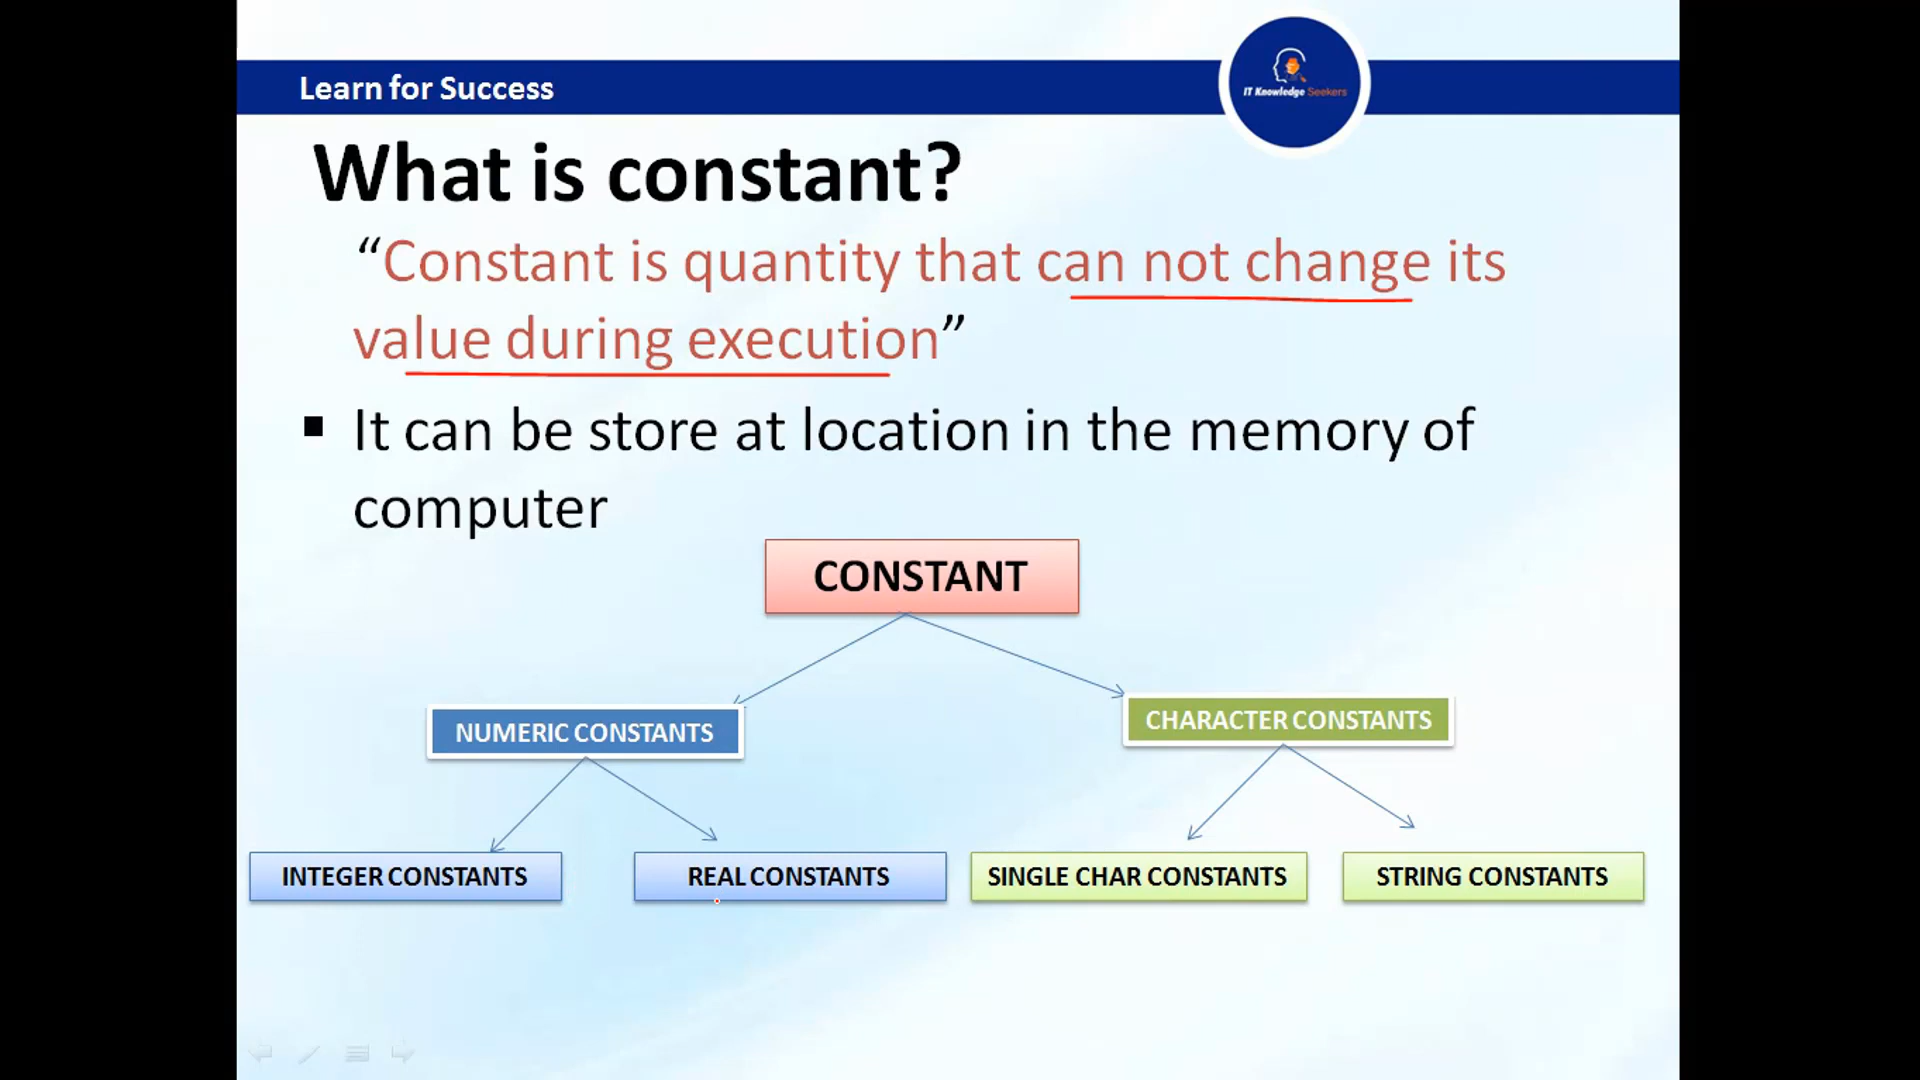 Learn for Success
IT Knowledge Seekers
What is constant?
“Constant is quantity that can not change its
value during execution”
▪ It can be store at location in the memory of
computer
CONSTANT
NUMERIC CONSTANTS
CHARACTER CONSTANTS
INTEGER CONSTANTS
REAL CONSTANTS
SINGLE CHAR CONSTANTS
STRING CONSTANTS